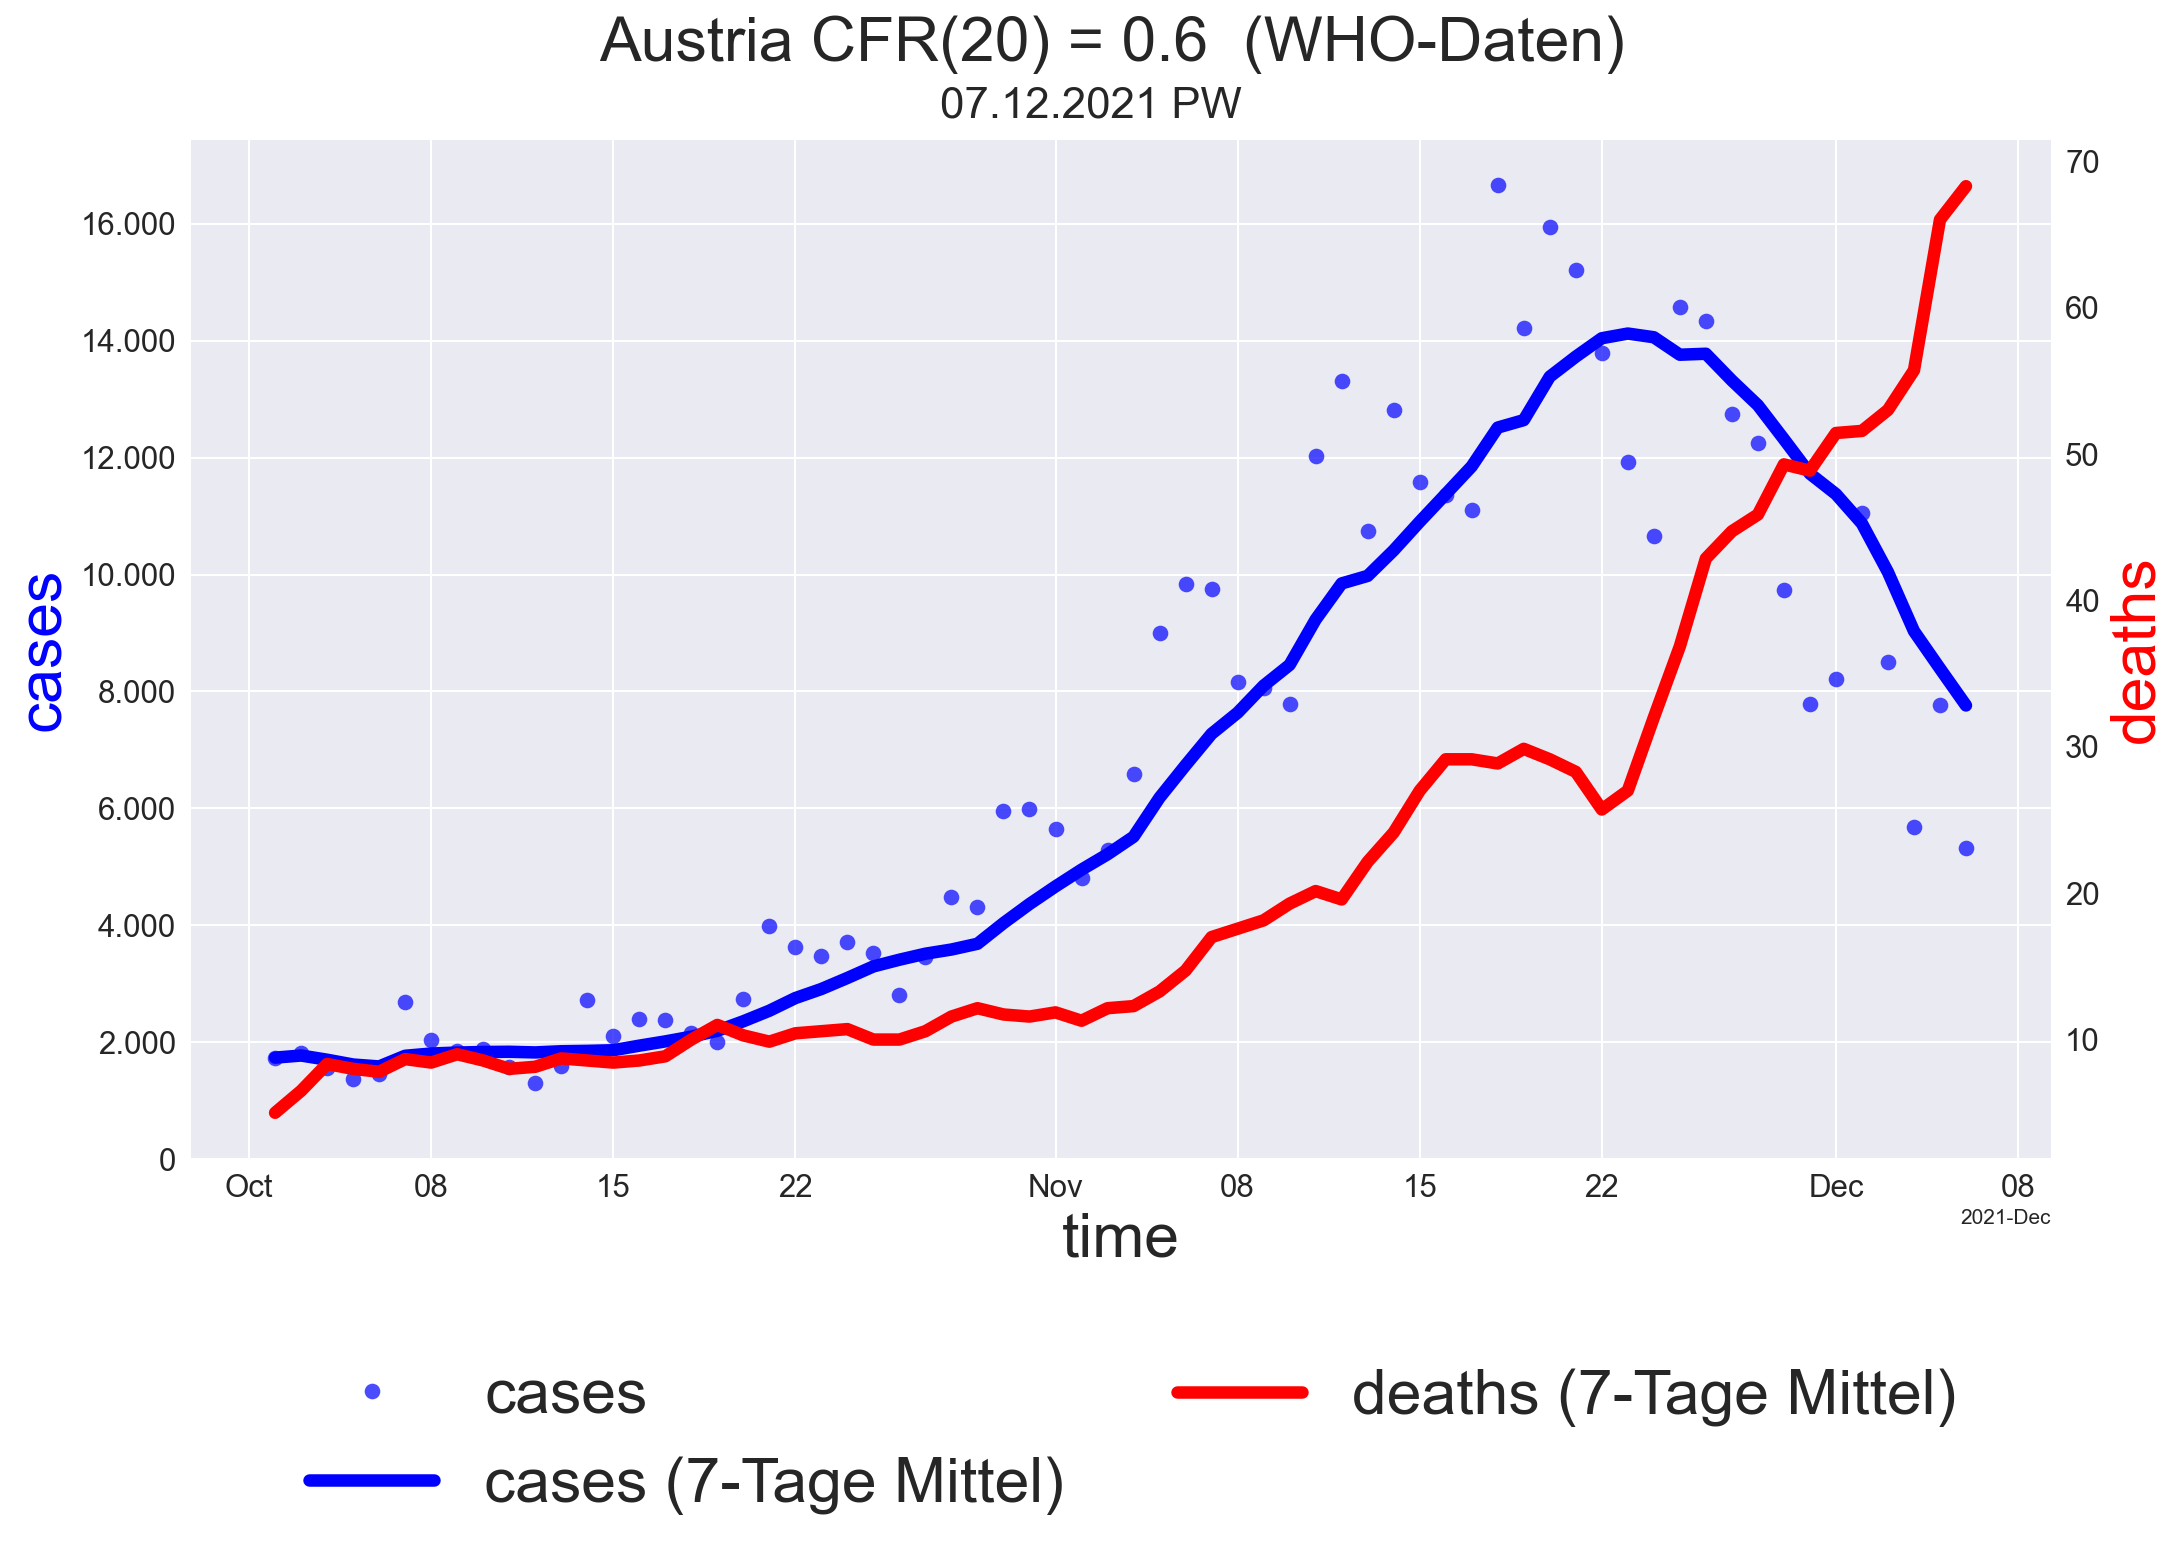 Austria CFR(20) = 0.6  (WHO-Daten)
07.12.2021 PW
70
16.000
60
14.000
12.000
50
10.000
40
cases
deaths
8.000
30
6.000
20
4.000
2.000
10
0
Oct 08 15 22 Nov 08 15 22 Dec 08
2021-Dec
time
cases
deaths (7-Tage Mittel)
cases (7-Tage Mittel)